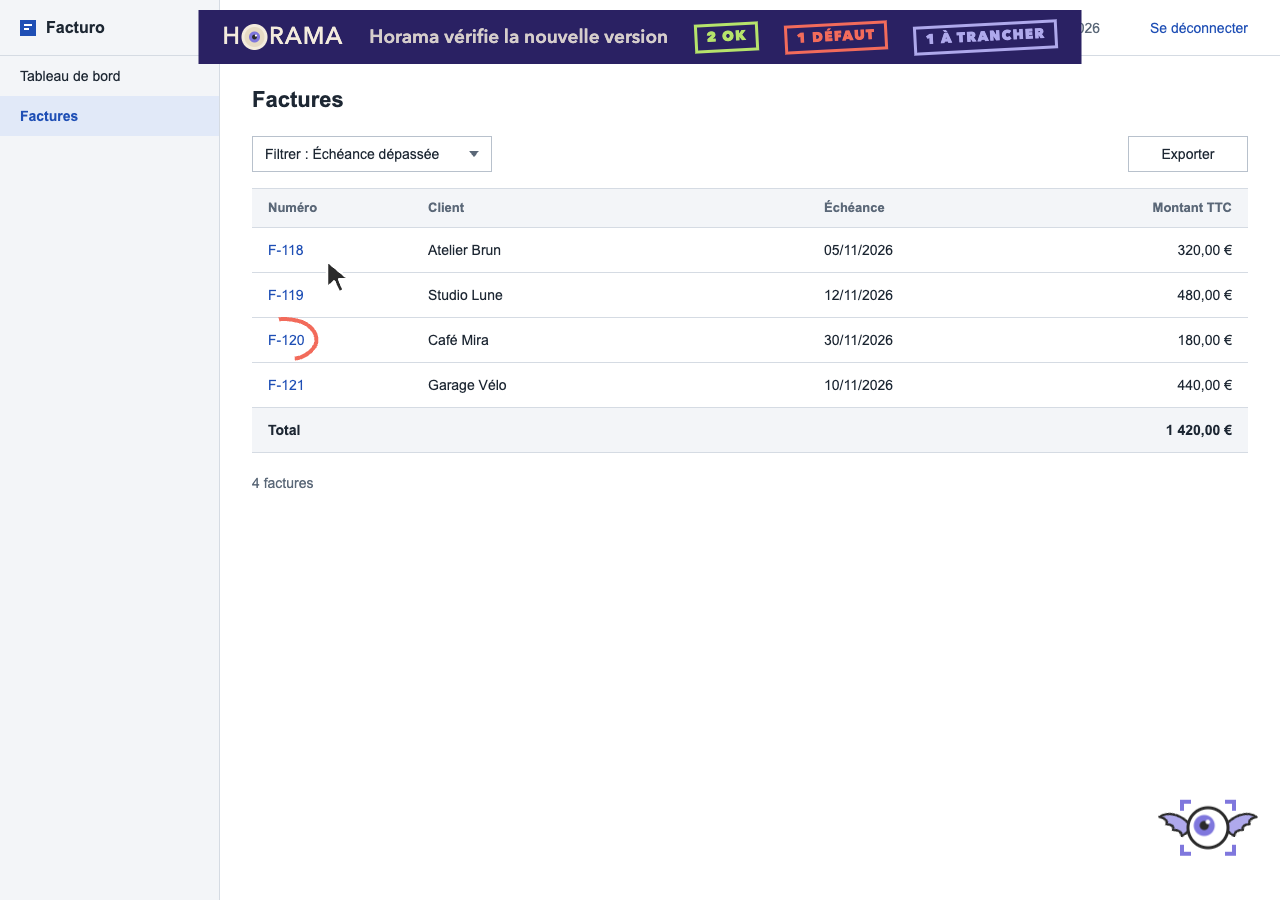 Facturo
HORAMA Horama vérifie la nouvelle version 2 OK 1 DÉFAUT 1 À TRANCHER
026
Se déconnecter
Tableau de bord
Factures
Factures
Filtrer : Échéance dépassée
Exporter
Numéro Client Échéance Montant TTC
F-118 Atelier Brun 05/11/2026 320,00 €
F-119 Studio Lune 12/11/2026 480,00 €
F-120 Café Mira 30/11/2026 180,00 €
F-121 Garage Vélo 10/11/2026 440,00 €
Total 1 420,00 €
4 factures